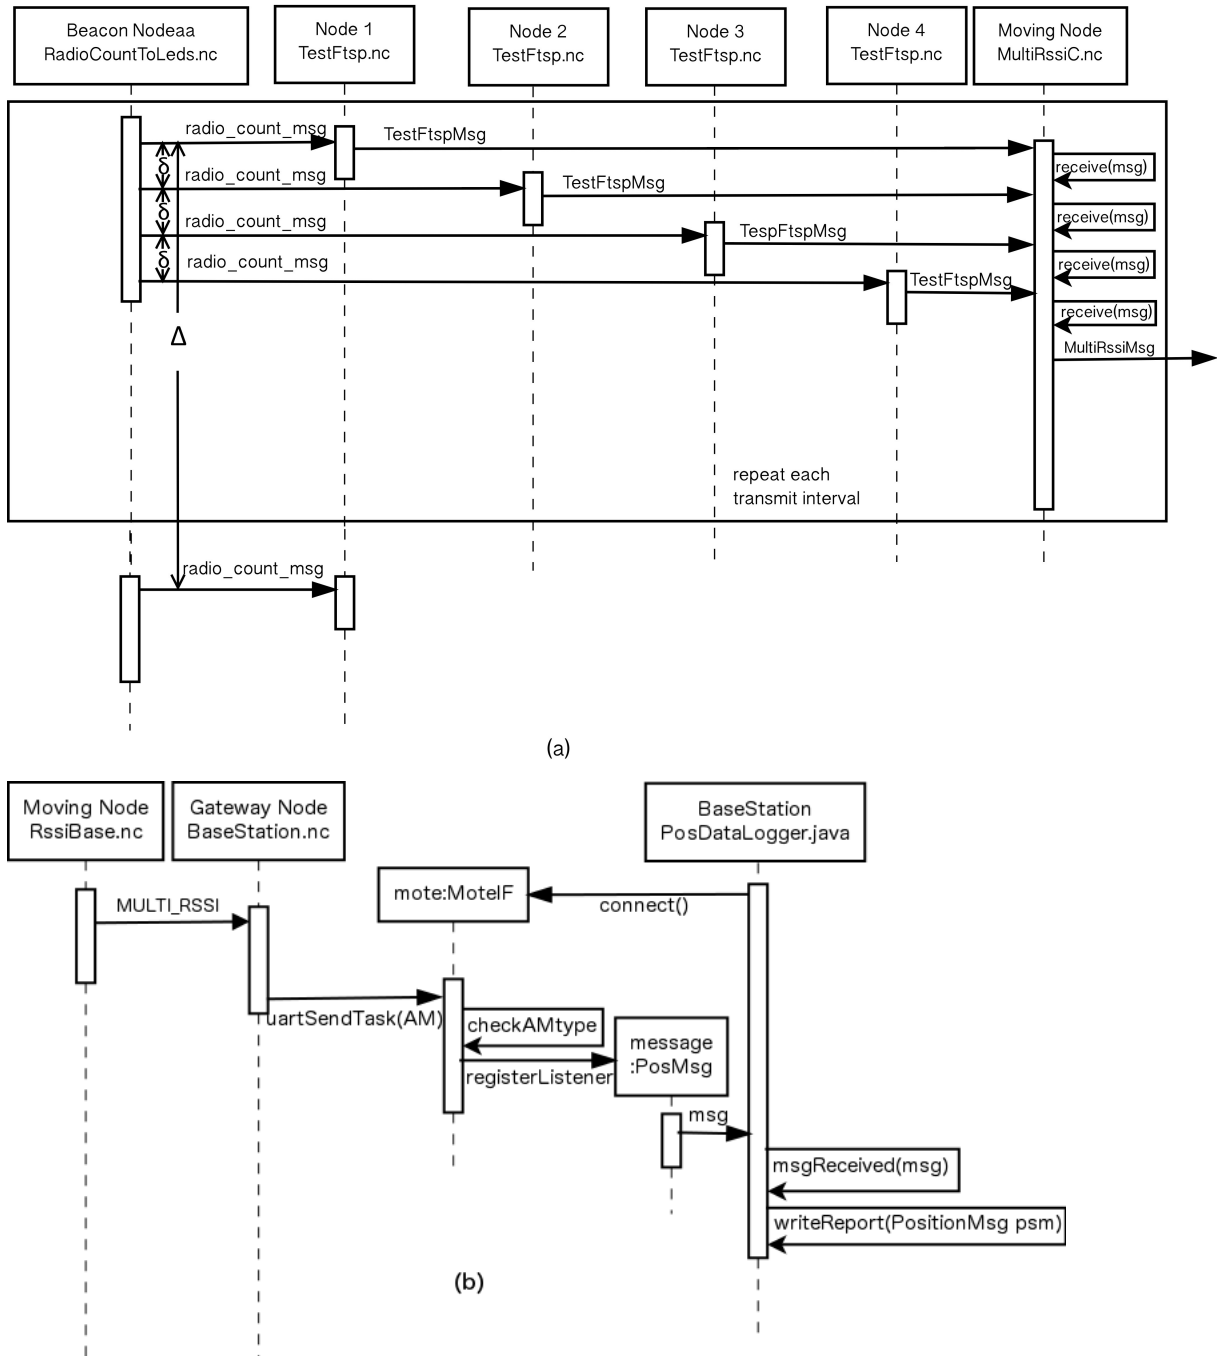 Beacon Nodeaa
RadioCountToLeds.nc
Node 1
TestFtsp.nc
Node 2
TestFtsp.nc
Node 3
TestFtsp.nc
Node 4
TestFtsp.nc
Moving Node
MultiRssiC.nc
radio_count_msg
TestFtspMsg
δ
receive(msg)
radio_count_msg
TestFtspMsg
δ
receive(msg)
radio_count_msg
TespFtspMsg
δ
receive(msg)
radio_count_msg
TestFtspMsg
receive(msg)
Δ
MultiRssiMsg
repeat each
transmit interval
radio_count_msg
(a)
Moving Node
RssiBase.nc
Gateway Node
BaseStation.nc
BaseStation
PosDataLogger.java
mote:MoteIF
connect()
MULTI_RSSI
uartSendTask(AM)
checkAMtype
registerListener
message
:PosMsg
msg
msgReceived(msg)
writeReport(PositionMsg psm)
(b)